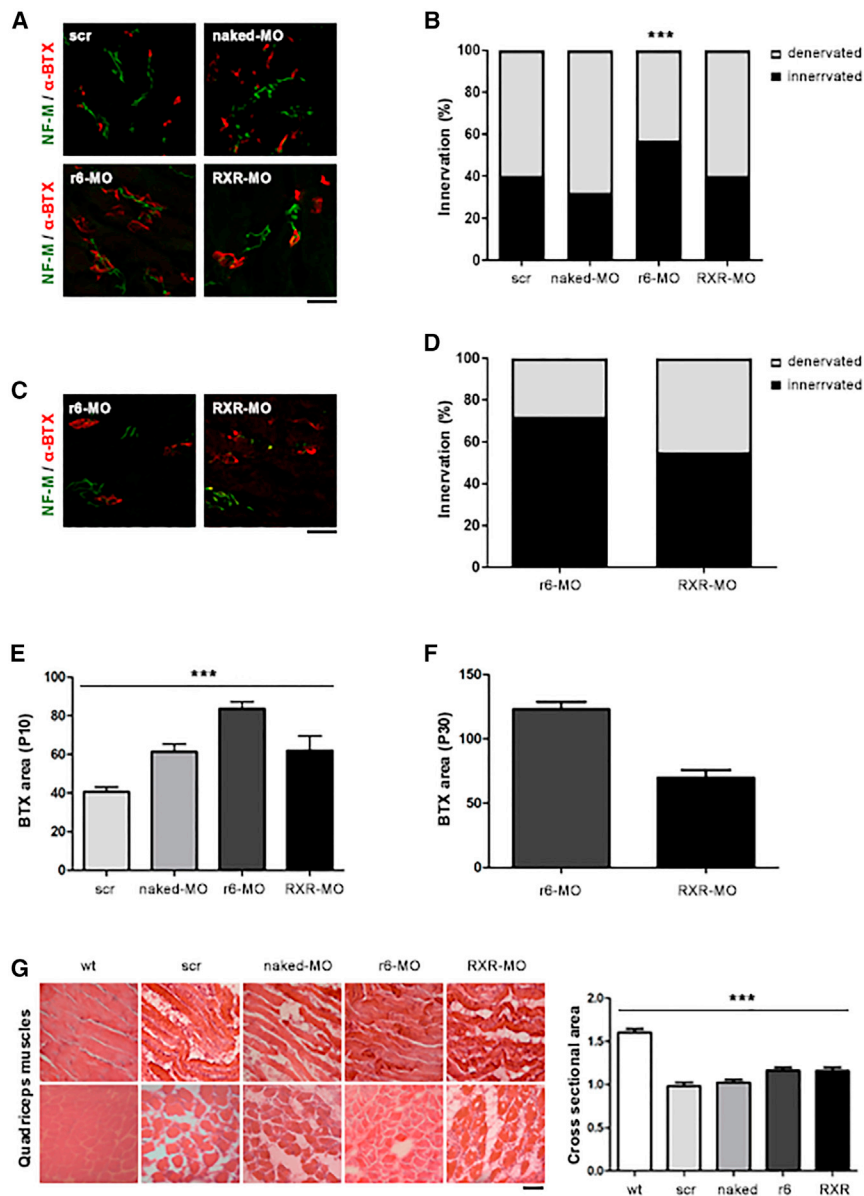 A
scr
naked-MO
NF-M / α-BTX
r6-MO
RXR-MO
NF-M / α-BTX
B
***
100
80
60
40
20
0
Innervation (%)
scr naked-MO r6-MO RXR-MO
denervated
innerrvated
C
r6-MO
RXR-MO
NF-M / α-BTX
D
100
80
60
40
20
0
Innervation (%)
r6-MO RXR-MO
denervated
innerrvated
E
***
100
80
60
40
20
0
BTX area (P10)
scr naked-MO r6-MO RXR-MO
F
150
100
50
0
BTX area (P30)
r6-MO RXR-MO
G
wt scr naked-MO r6-MO RXR-MO
Quadriceps muscles
***
2.0
1.5
1.0
0.5
0.0
Cross sectional area
wt scr naked r6 RXR